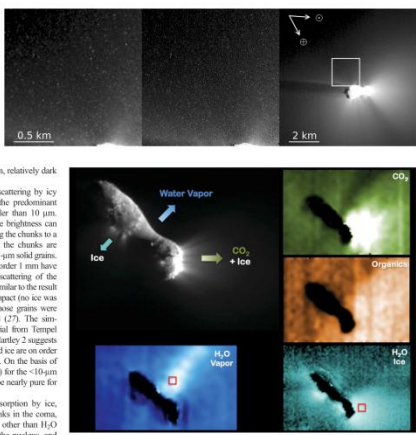 0.5 km
2 km
n, relatively dark
scattering by icy
the predominant
ler than 10 μm.
e brightness can
g the chunks to a
the chunks are
-μm solid grains.
order 1 mm have
scattering of the
imilar to the result
pact (no ice was
nose grains were
(27). The sim-
ial from Tempel
artley 2 suggests
d ice are on order
. On the basis of
) for the <10-μm
e nearly pure for
sorption by ice,
nks in the coma,
other than H2O
Water Vapor
Ice
CO2
+ Ice
CO2
Organics
H2O
Vapor
H2O
Ice